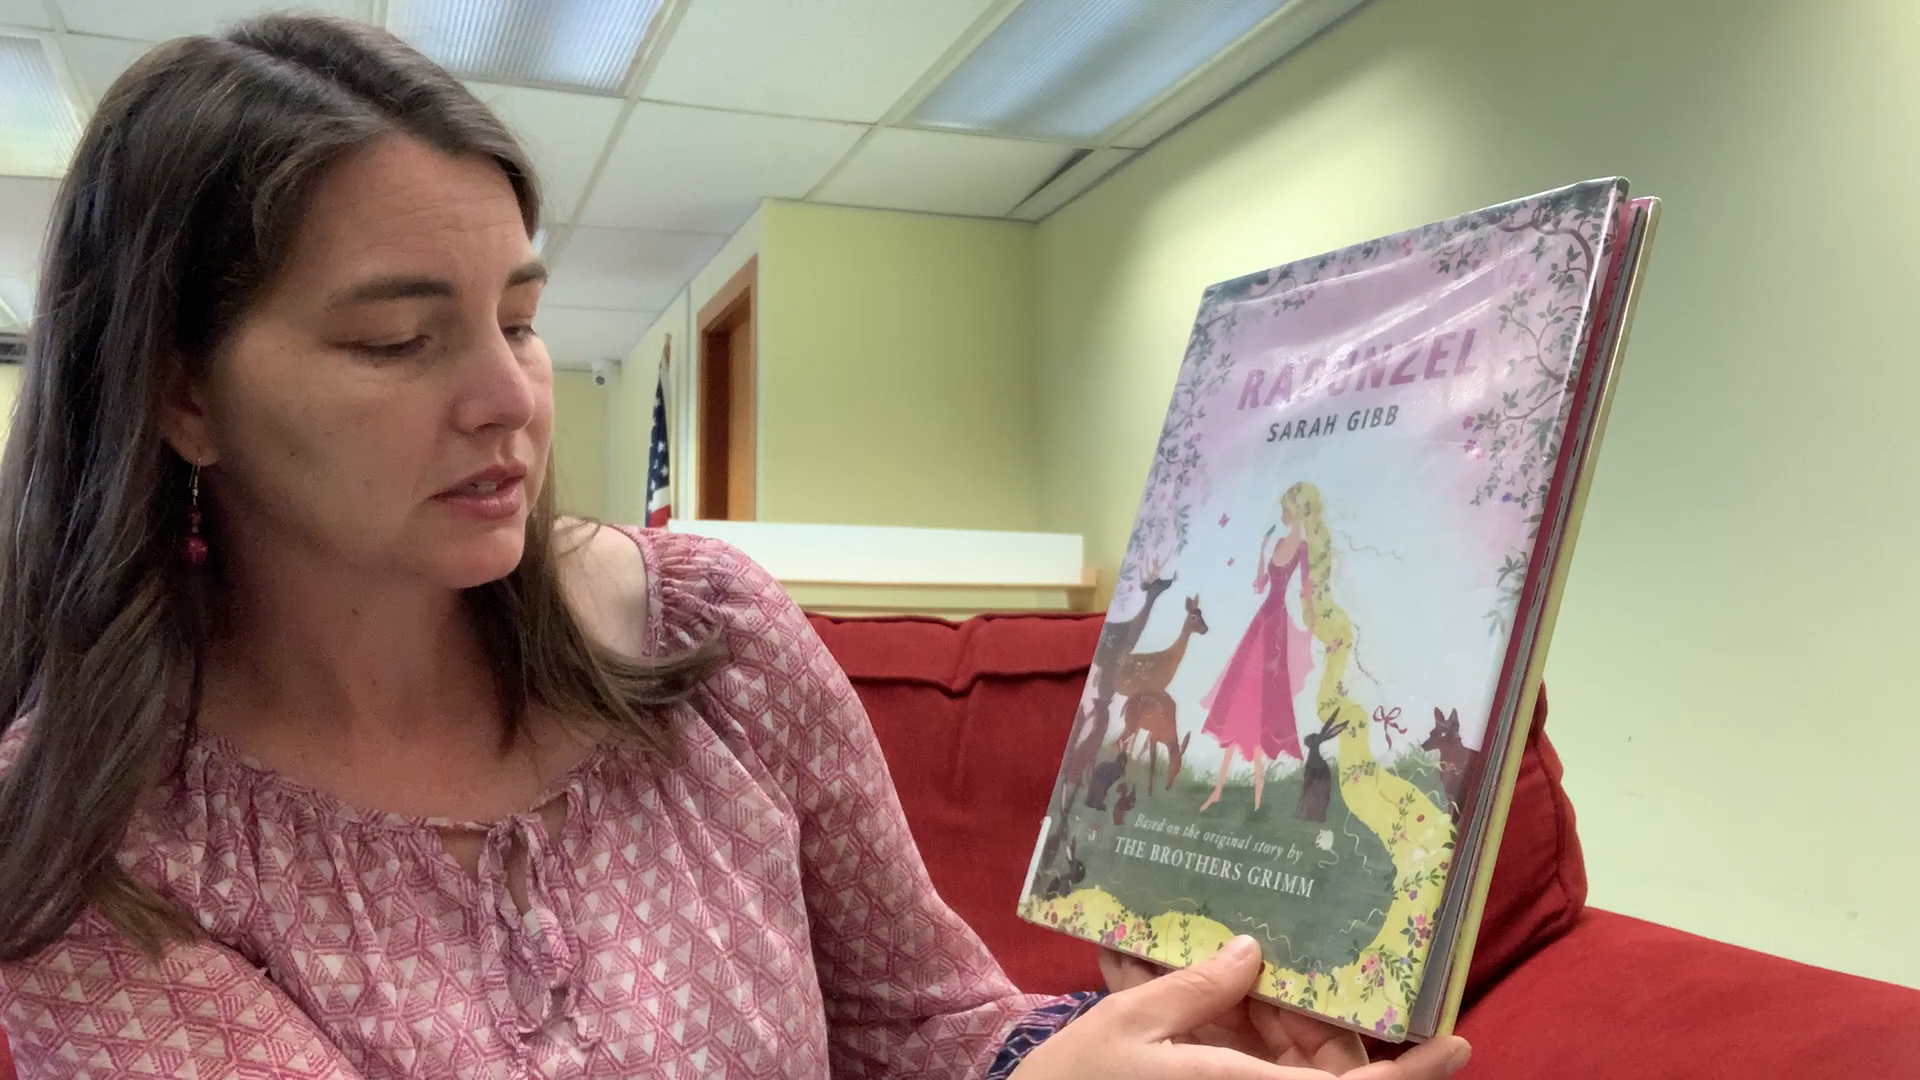 RAPUNZEL
SARAH GIBB
Based on the original story by
THE BROTHERS GRIMM